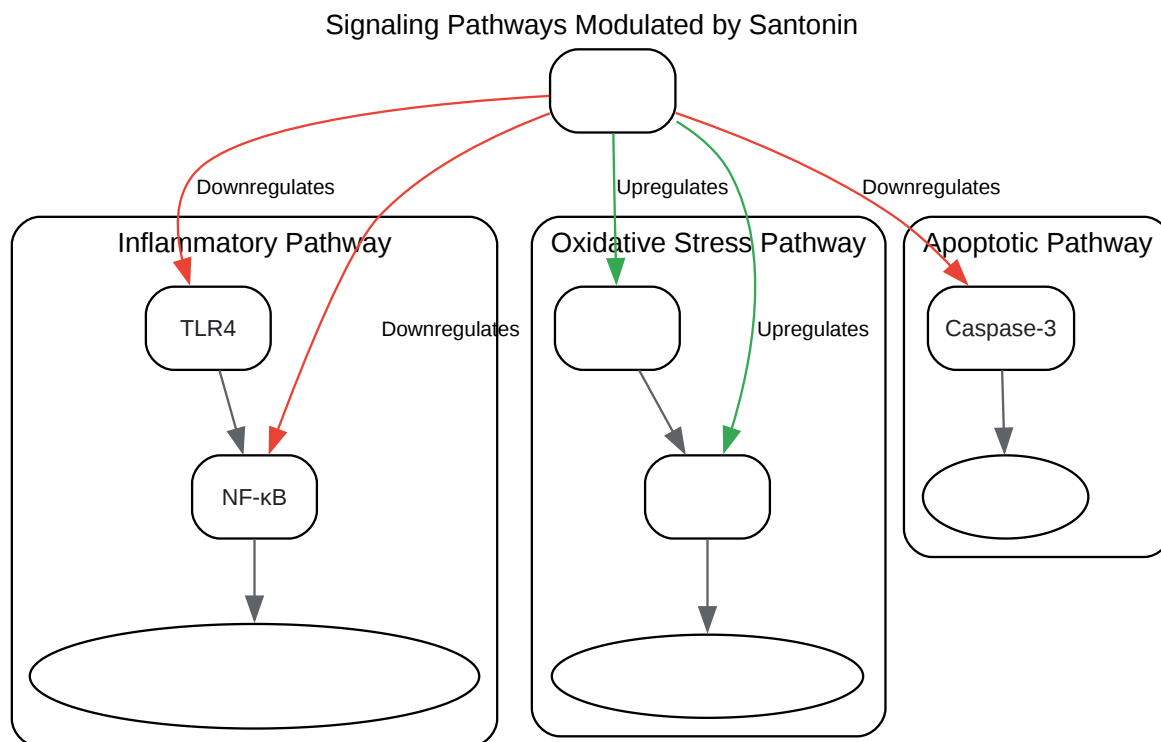 Signaling Pathways Modulated by Santonin
Downregulates
Upregulates
Downregulates
Inflammatory Pathway
Oxidative Stress Pathway
Apoptotic Pathway
TLR4
Downregulates
Upregulates
Caspase-3
NF-κB